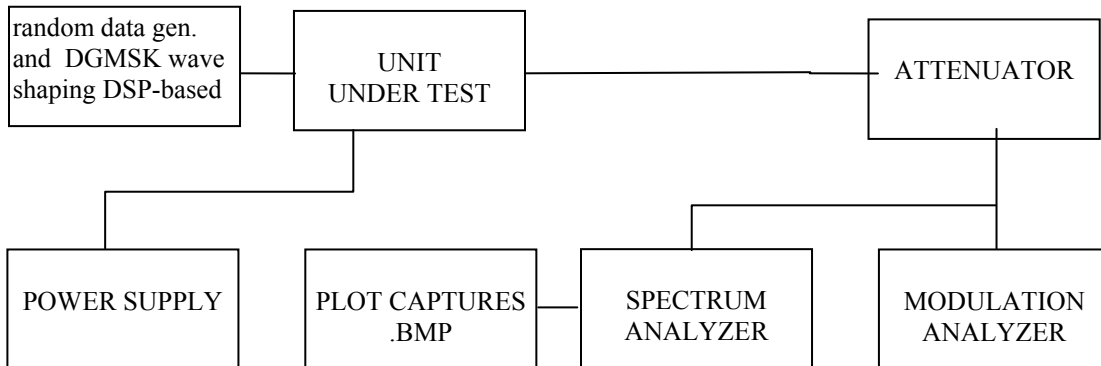 random data gen.
and DGMSK wave
shaping DSP-based
UNIT
UNDER TEST
ATTENUATOR
POWER SUPPLY
PLOT CAPTURES
.BMP
SPECTRUM
ANALYZER
MODULATION
ANALYZER